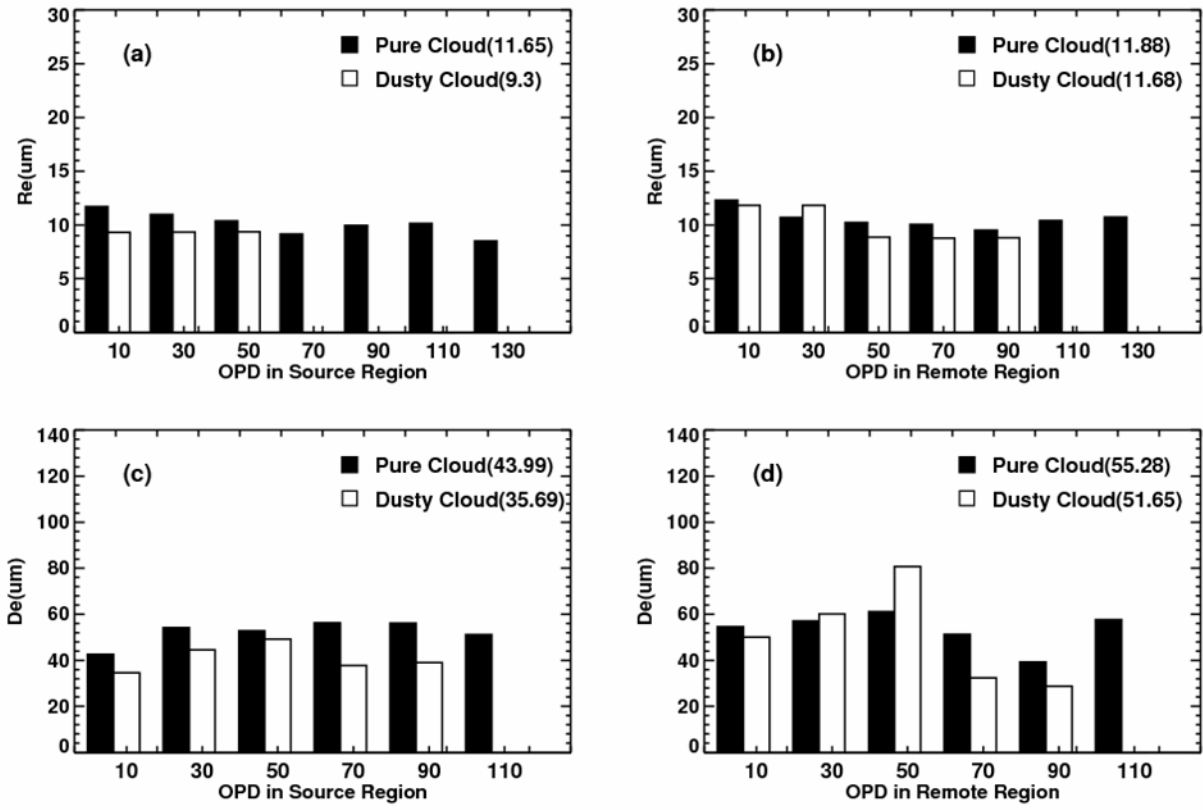 30
25
20
15
10
5
0
Re(um)
(a)
Pure Cloud(11.65)
Dusty Cloud(9.3)
10 30 50 70 90 110 130
OPD in Source Region
30
25
20
15
10
5
0
Re(um)
(b)
Pure Cloud(11.88)
Dusty Cloud(11.68)
10 30 50 70 90 110 130
OPD in Remote Region
140
120
100
80
60
40
20
0
De(um)
(c)
Pure Cloud(43.99)
Dusty Cloud(35.69)
10 30 50 70 90 110
OPD in Source Region
140
120
100
80
60
40
20
0
De(um)
(d)
Pure Cloud(55.28)
Dusty Cloud(51.65)
10 30 50 70 90 110
OPD in Remote Region